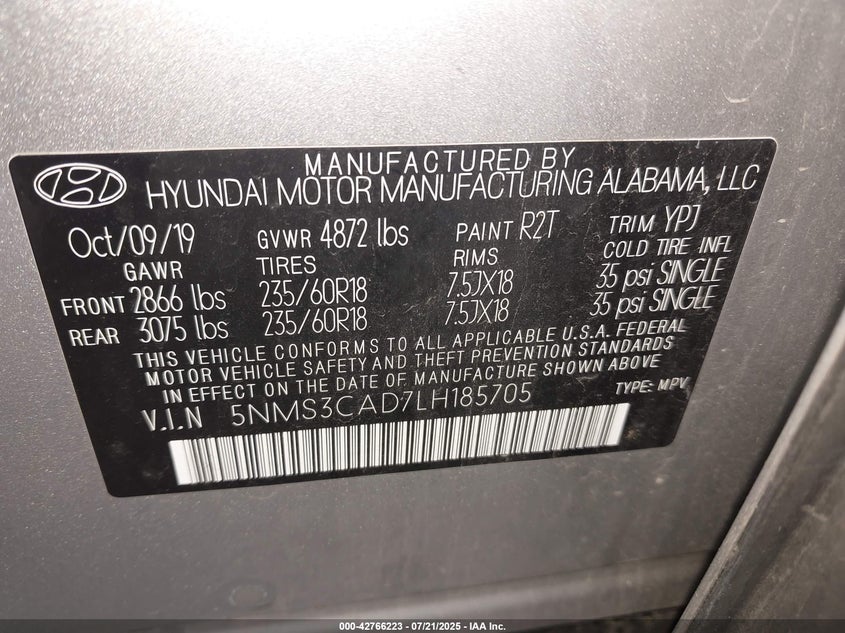 MANUFACTURED BY
HYUNDAI MOTOR MANUFACTURING ALABAMA, LLC
Oct/09/19 GVWR 4872 lbs PAINT R2T TRIM YPJ
GAWR TIRES RIMS COLD TIRE INFL
FRONT 2866 lbs 235/60R18 7.5JX18 35 psi SINGLE
REAR 3075 lbs 235/60R18 7.5JX18 35 psi SINGLE
THIS VEHICLE CONFORMS TO ALL APPLICABLE U.S.A. FEDERAL
MOTOR VEHICLE SAFETY AND THEFT PREVENTION STANDARDS
IN EFFECT ON THE DATE OF MANUFACTURE SHOWN ABOVE
V.I.N 5NMS3CAD7LH185705 TYPE: MPV
000-42766223 - 07/21/2025 - IAA Inc.